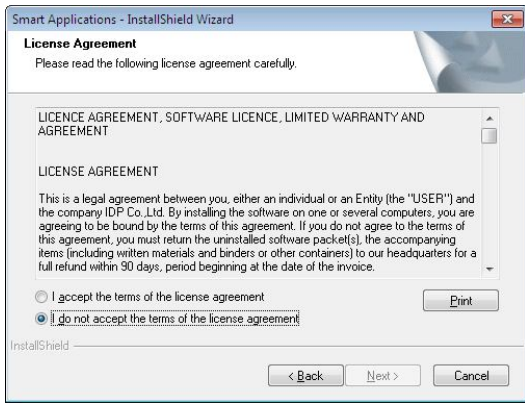 Smart Applications - InstallShield Wizard
License Agreement
Please read the following license agreement carefully.
LICENCE AGREEMENT, SOFTWARE LICENCE, LIMITED WARRANTY AND
AGREEMENT
LICENSE AGREEMENT
This is a legal agreement between you, either an individual or an Entity (the "USER") and
the company IDP Co.,Ltd. By installing the software on one or several computers, you are
agreeing to be bound by the terms of this agreement. If you do not agree to the terms of
this agreement, you must return the uninstalled software packet(s), the accompanying
items (including written materials and binders or other containers) to our headquarters for a
full refund within 90 days, period beginning at the date of the invoice.
I accept the terms of the license agreement
Print
I do not accept the terms of the license agreement
InstallShield
< Back
Next >
Cancel